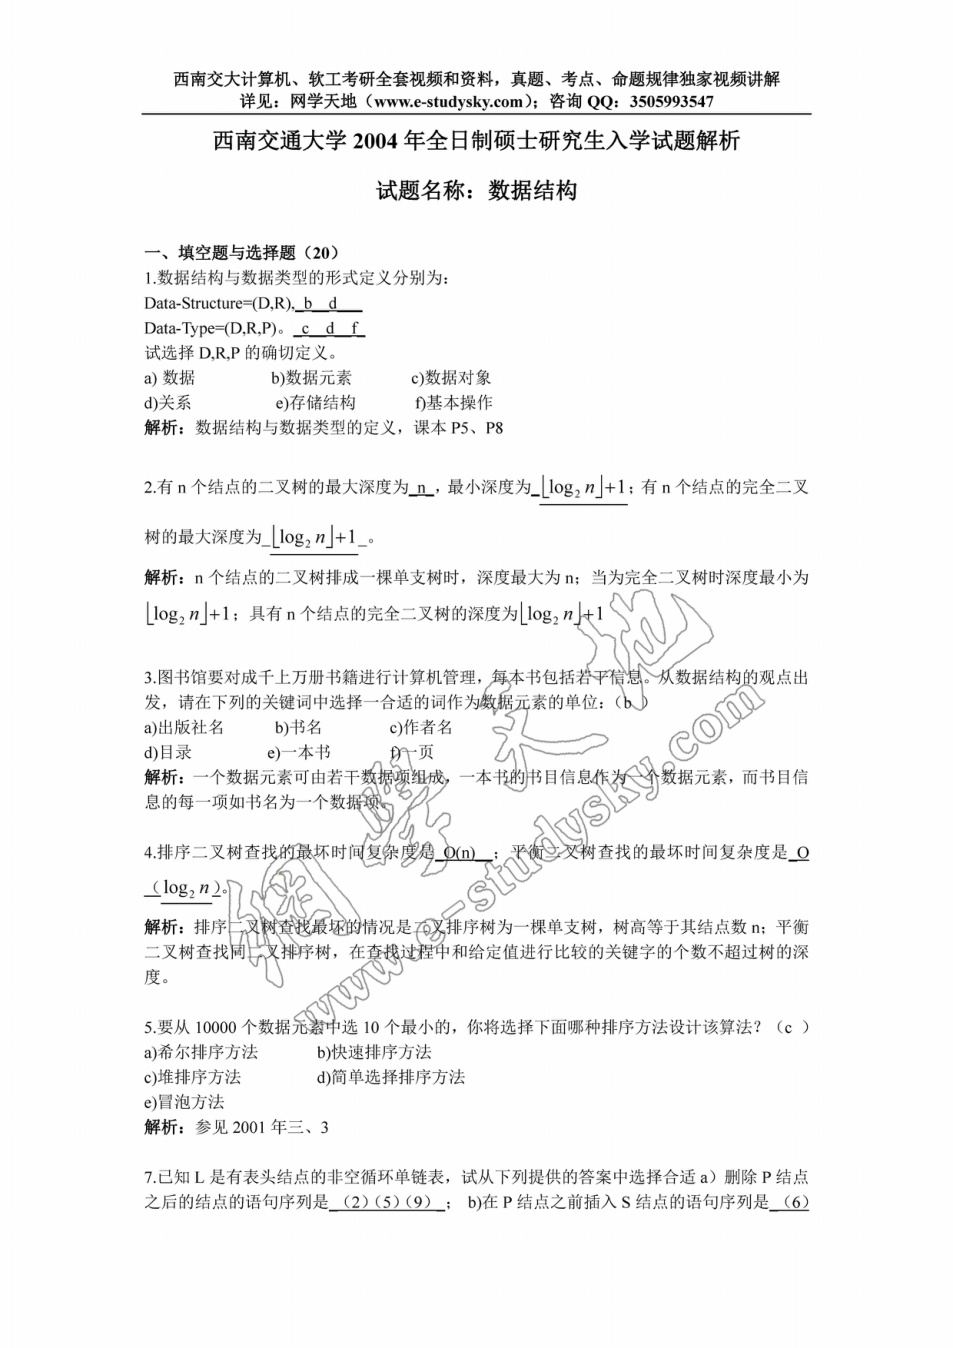 西南交大计算机、软工考研全套视频和资料，真题、考点、命题规律独家视频讲解
详见：网学天地（www.e-studysky.com）；咨询 QQ：3505993547
西南交通大学 2004 年全日制硕士研究生入学试题解析
试题名称：数据结构
一、填空题与选择题（20）
1.数据结构与数据类型的形式定义分别为：
Data-Structure=(D,R),_b__d___
Data-Type=(D,R,P)。_c__d__f_
试选择 D,R,P 的确切定义。
a) 数据 b)数据元素 c)数据对象
d)关系 e)存储结构 f)基本操作
解析：数据结构与数据类型的定义，课本 P5、P8
2.有 n 个结点的二叉树的最大深度为_n_，最小深度为_⌊log₂ n⌋+1；有 n 个结点的完全二叉
树的最大深度为_⌊log₂ n⌋+1_。
解析：n 个结点的二叉树排成一棵单支树时，深度最大为 n；当为完全二叉树时深度最小为
⌊log₂ n⌋+1；具有 n 个结点的完全二叉树的深度为⌊log₂ n⌋+1
3.图书馆要对成千上万册书籍进行计算机管理，每本书包括若干信息。从数据结构的观点出
发，请在下列的关键词中选择一合适的词作为数据元素的单位：（b ）
a)出版社名 b)书名 c)作者名
d)目录 e)一本书 f)一页
解析：一个数据元素可由若干数据项组成，一本书的书目信息作为一个数据元素，而书目信
息的每一项如书名为一个数据项。
4.排序二叉树查找的最坏时间复杂度是_O(n)__；平衡二叉树查找的最坏时间复杂度是_O
（log₂ n）。
解析：排序二叉树查找最坏的情况是二叉排序树为一棵单支树，树高等于其结点数 n；平衡
二叉树查找同二叉排序树，在查找过程中和给定值进行比较的关键字的个数不超过树的深
度。
5.要从 10000 个数据元素中选 10 个最小的，你将选择下面哪种排序方法设计该算法？（c ）
a)希尔排序方法 b)快速排序方法
c)堆排序方法 d)简单选择排序方法
e)冒泡方法
解析：参见 2001 年三、3
7.已知 L 是有表头结点的非空循环单链表，试从下列提供的答案中选择合适 a）删除 P 结点
之后的结点的语句序列是_（2）（5）（9）_； b)在 P 结点之前插入 S 结点的语句序列是_（6）
網學天地
www.e-studysky.com